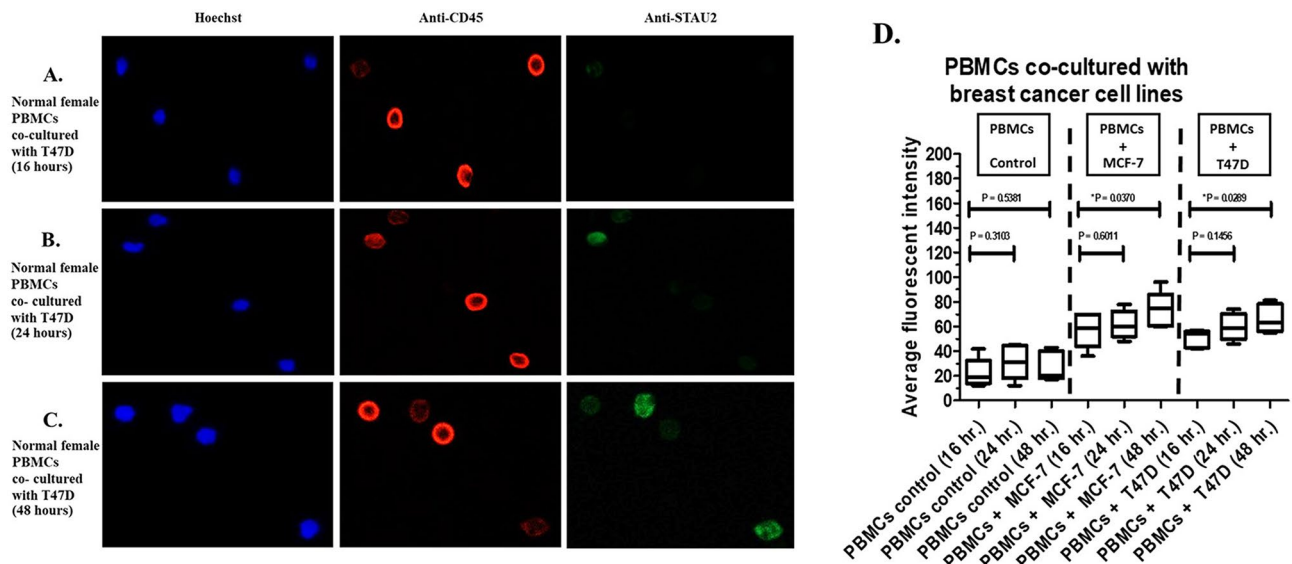 Hoechst
Anti-CD45
Anti-STAU2
A.
Normal female
PBMCs
co-cultured
with T47D
(16 hours)
B.
Normal female
PBMCs
co- cultured
with T47D
(24 hours)
C.
Normal female
PBMCs
co- cultured
with T47D
(48 hours)
D.
PBMCs co-cultured with
breast cancer cell lines
PBMCs
Control
PBMCs
+
MCF-7
PBMCs
+
T47D
Average fluorescent intensity
200
180
160
140
120
100
80
60
40
20
0
P = 0.5381
P = 0.3103
*P = 0.0370
P = 0.6011
*P = 0.0289
P = 0.1456
PBMCs control (16 hr.)
PBMCs control (24 hr.)
PBMCs control (48 hr.)
PBMCs + MCF-7 (16 hr.)
PBMCs + MCF-7 (24 hr.)
PBMCs + MCF-7 (48 hr.)
PBMCs + T47D (16 hr.)
PBMCs + T47D (24 hr.)
PBMCs + T47D (48 hr.)